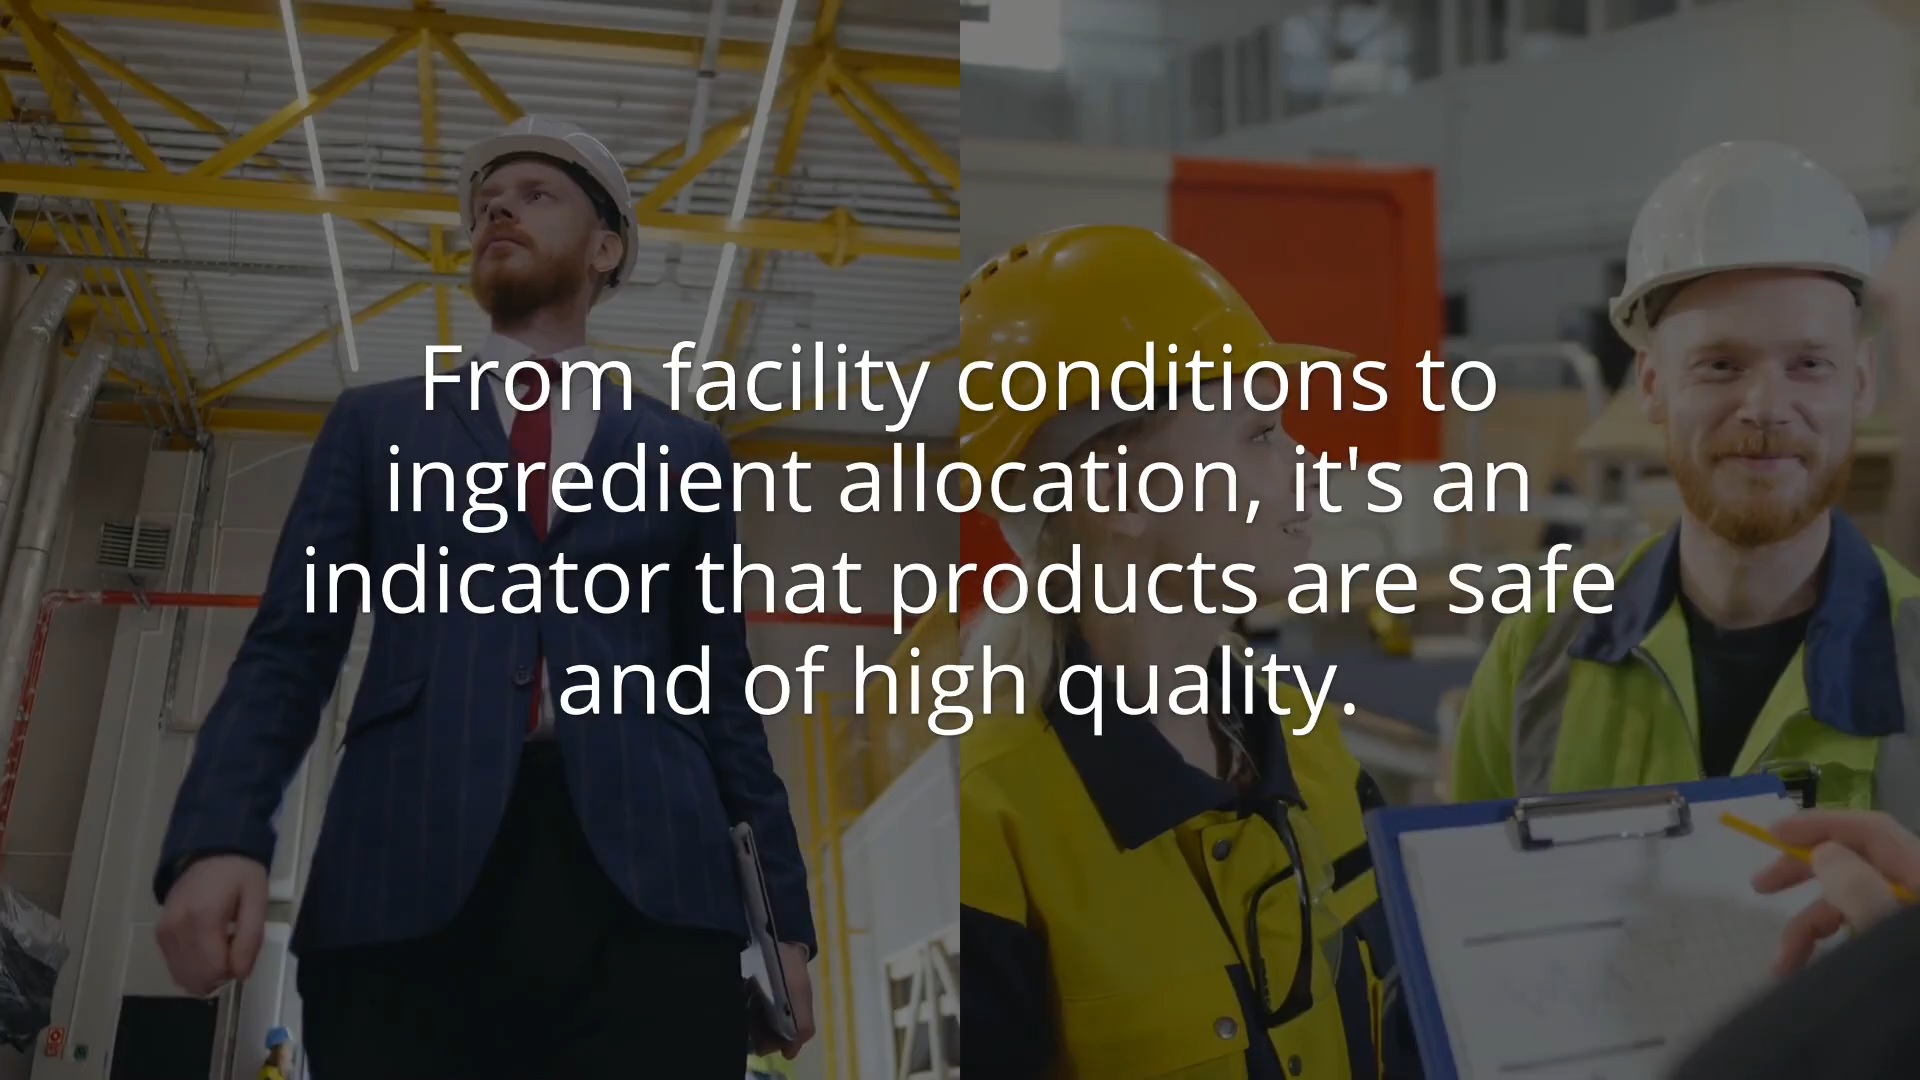 From facility conditions to
ingredient allocation, it's an
indicator that products are safe
and of high quality.